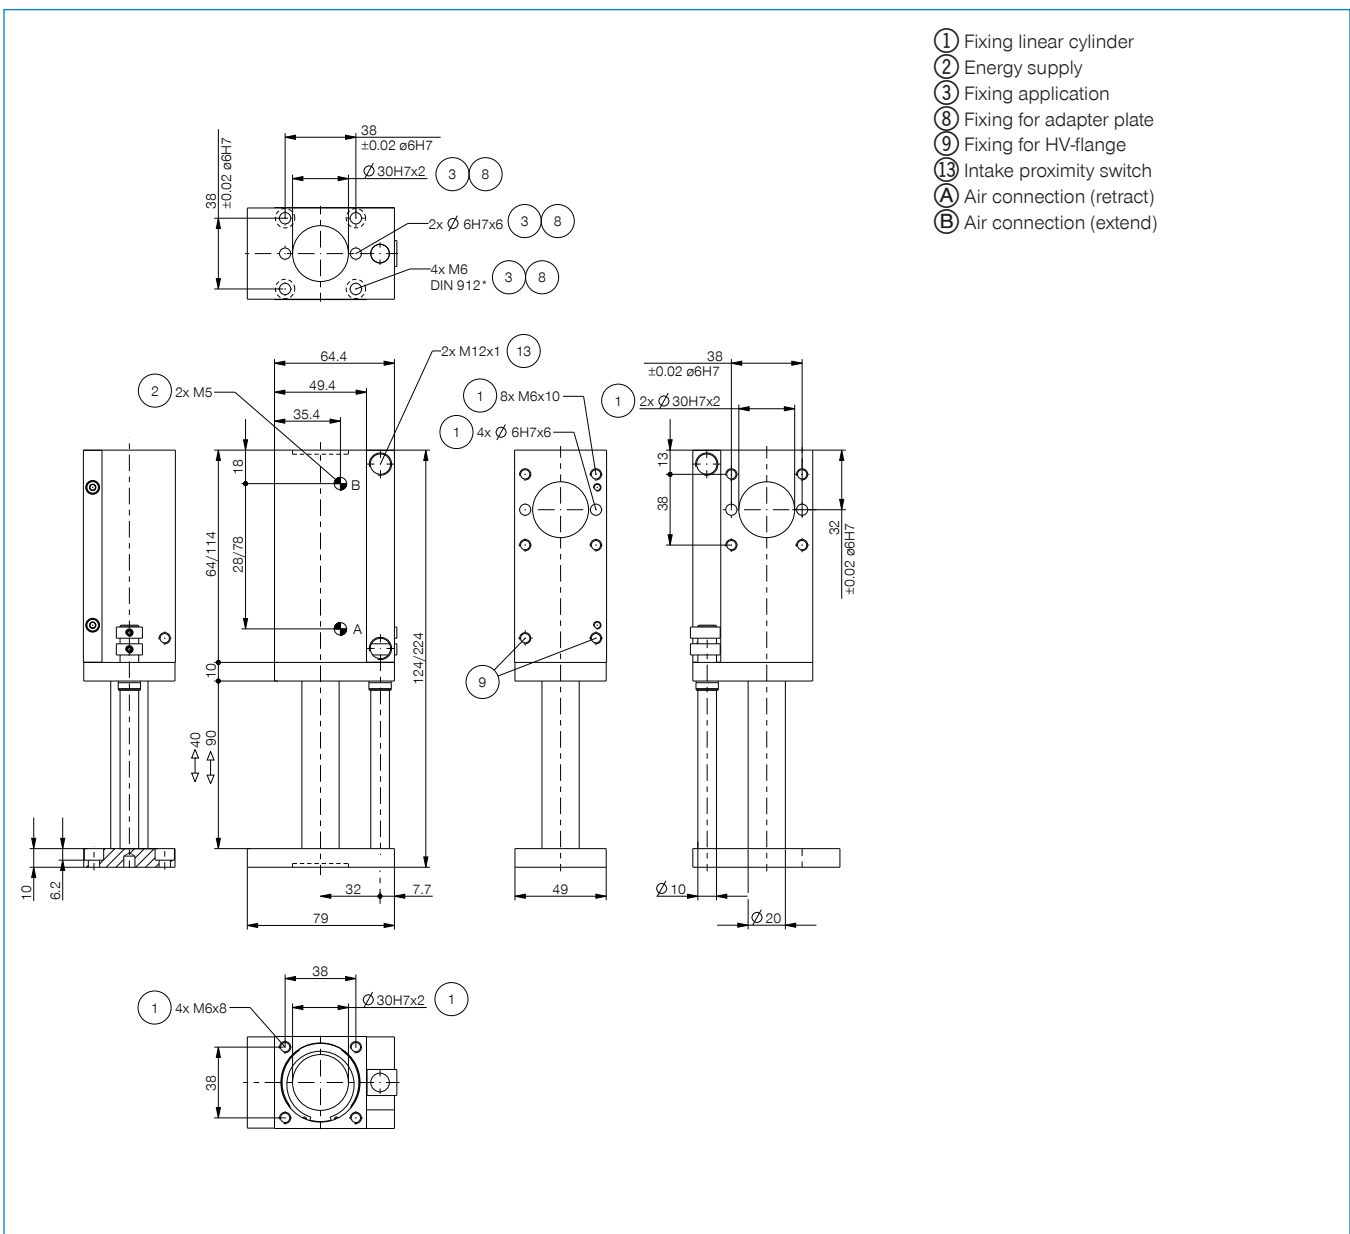 1 Fixing linear cylinder
2 Energy supply
3 Fixing application
8 Fixing for adapter plate
9 Fixing for HV-flange
13 Intake proximity switch
A Air connection (retract)
B Air connection (extend)
38
±0.02 ø6H7
38
±0.02 ø6H7
Ø 30H7x2 3 8
2x Ø 6H7x6 3 8
4x M6 3 8
DIN 912*
64.4
49.4
35.4
2x M12x1 13
2 2x M5
18
B
64/114
28/78
A
124/224
10
40
90
10
6.2
32
7.7
79
1 8x M6x10
1 4x Ø 6H7x6
9
49
38
±0.02 ø6H7
1 2x Ø 30H7x2
13
38
32
±0.02 ø6H7
Ø 10
Ø 20
38
1 4x M6x8
Ø 30H7x2 1
38